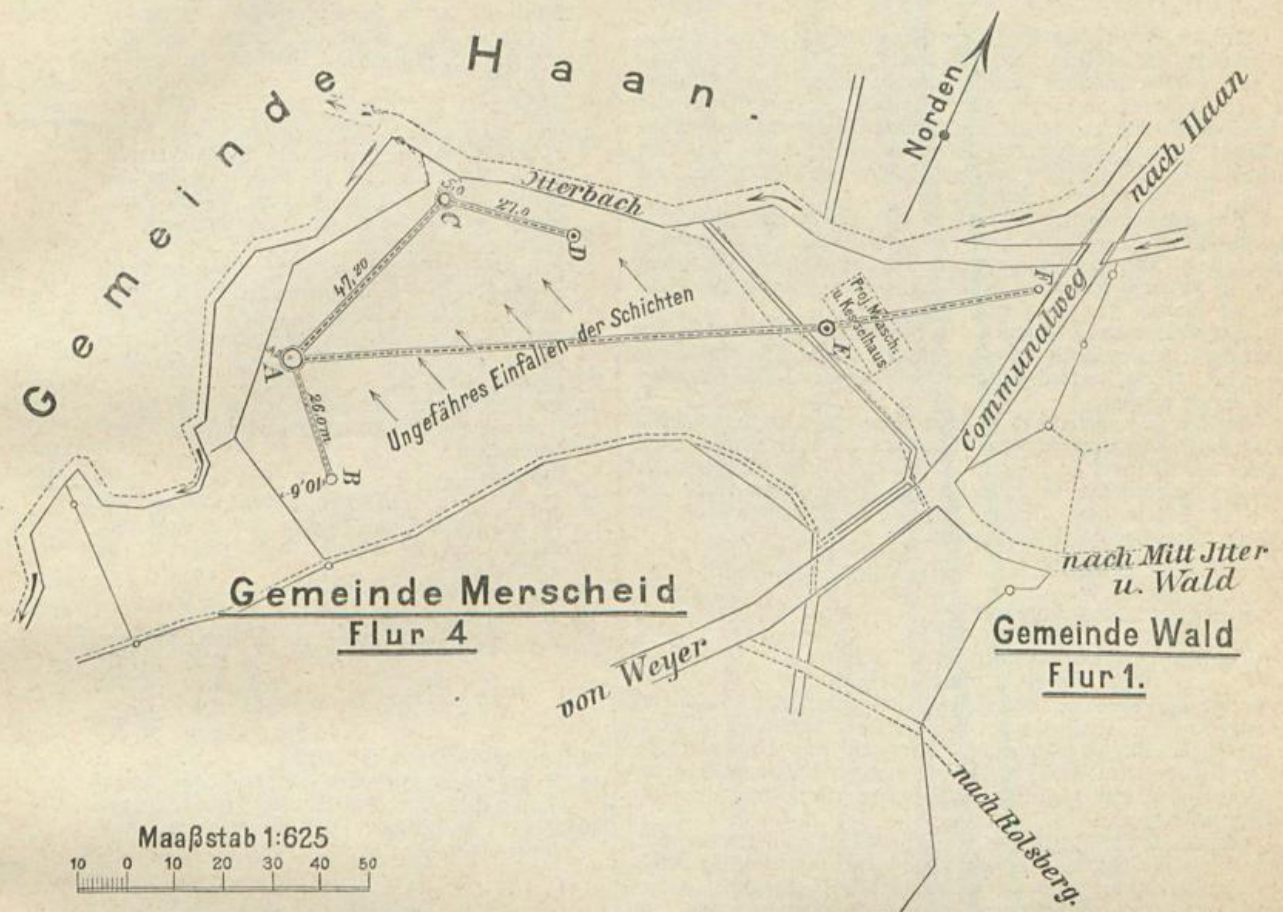 Gemeinde Haan.
Norden
nach Haan
Itterbach
5.0
C
27.0
D
47,20
F
Communalweg
Proj. Masch.
u. Kesselhaus
E
A
Ungefähres Einfallen der Schichten
26.0m
B
10,6
nach Mitt Itter
u. Wald
Gemeinde Merscheid
Flur 4
Gemeinde Wald
Flur 1.
von Weyer
nach Rolsberg.
Maaßstab 1:625
10 0 10 20 30 40 50